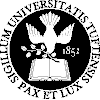 SIGILLUM UNIVERSITATIS TUFTENSIS
1852
PAX ET LUX